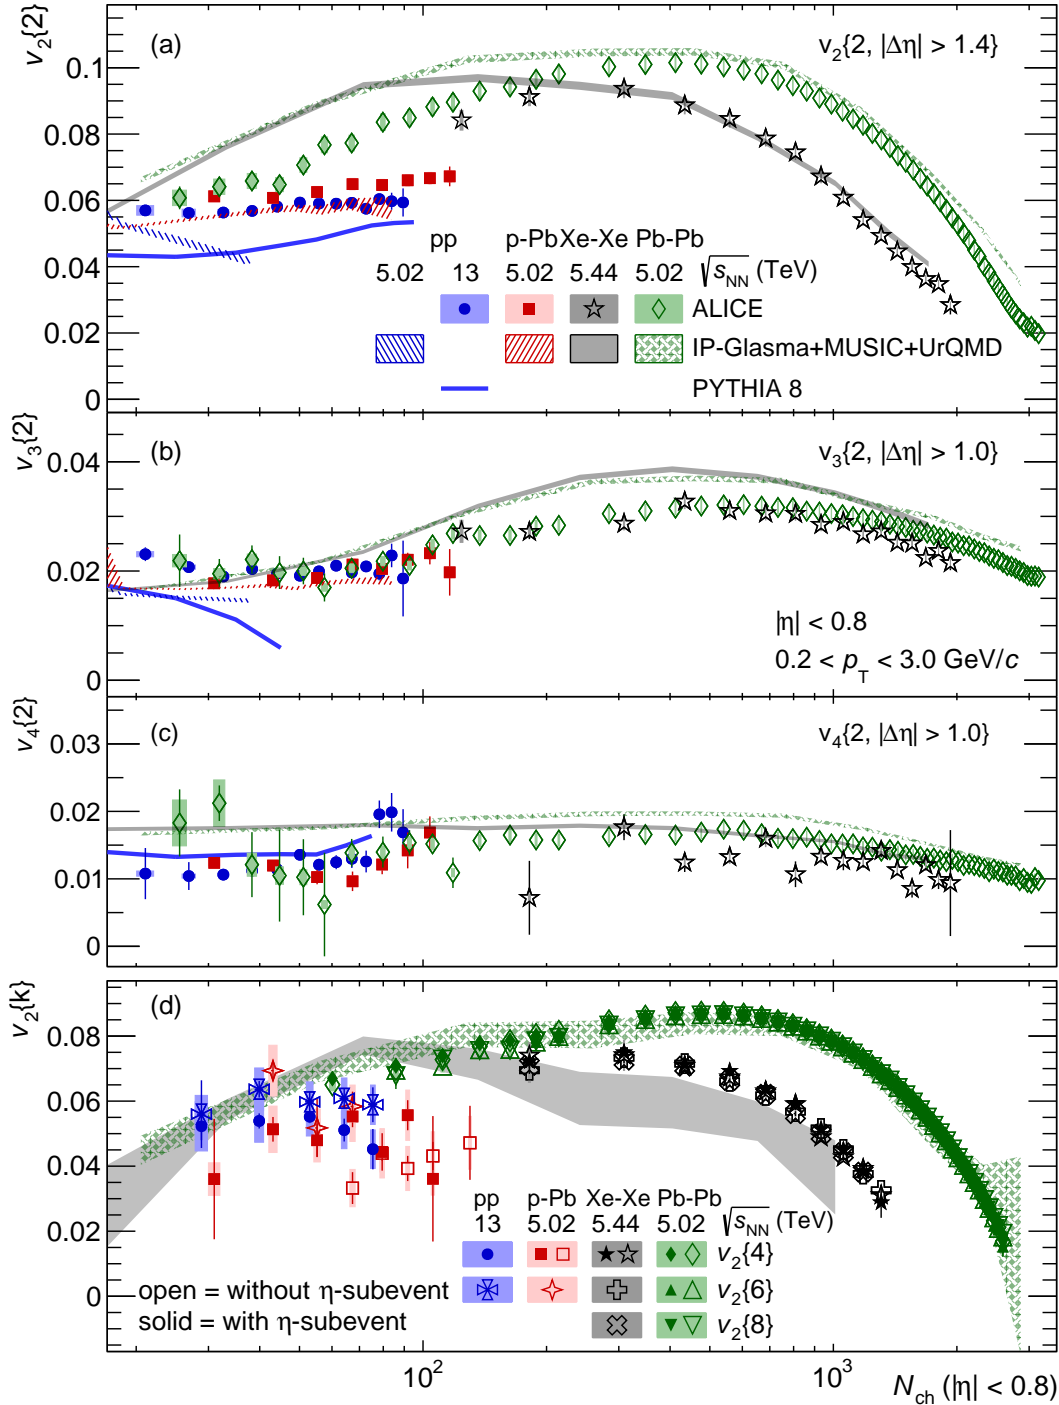 v2{2}
(a)
v2{2, |Δη| > 1.4}
0.1
0.08
0.06
0.04
0.02
0
pp p-Pb Xe-Xe Pb-Pb
5.02 13 5.02 5.44 5.02 √sNN (TeV)
ALICE
IP-Glasma+MUSIC+UrQMD
PYTHIA 8
v3{2}
(b)
v3{2, |Δη| > 1.0}
0.04
0.02
0
|η| < 0.8
0.2 < pT < 3.0 GeV/c
v4{2}
(c)
v4{2, |Δη| > 1.0}
0.03
0.02
0.01
0
v2{k}
(d)
0.08
0.06
0.04
0.02
0
pp p-Pb Xe-Xe Pb-Pb
13 5.02 5.44 5.02 √sNN (TeV)
v2{4}
v2{6}
v2{8}
open = without η-subevent
solid = with η-subevent
10² 10³
Nch (|η| < 0.8)